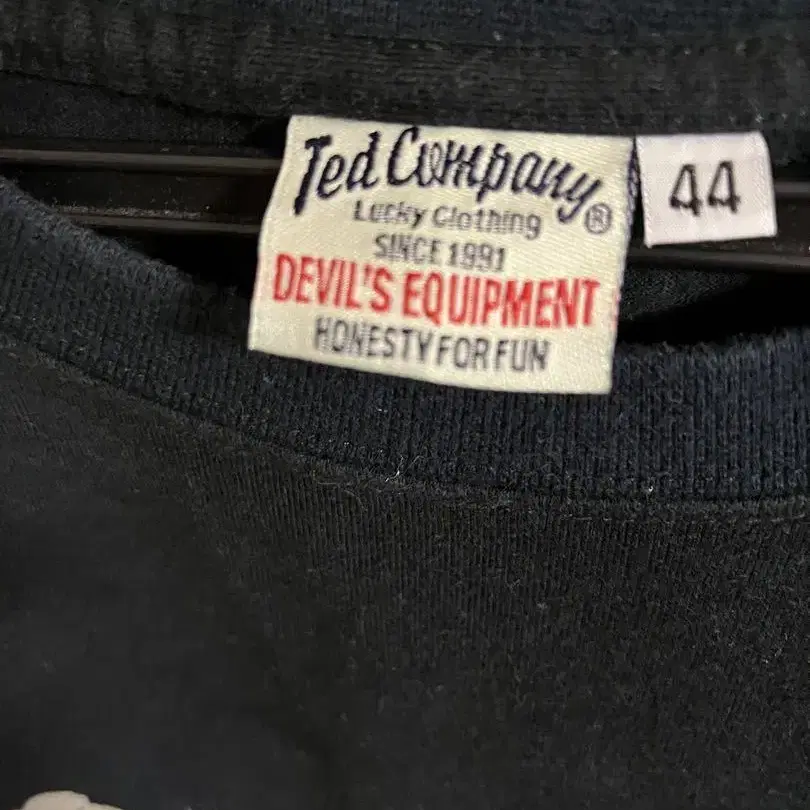 Ted Company®
Lucky Clothing
SINCE 1991
DEVIL'S EQUIPMENT
HONESTY FOR FUN
44